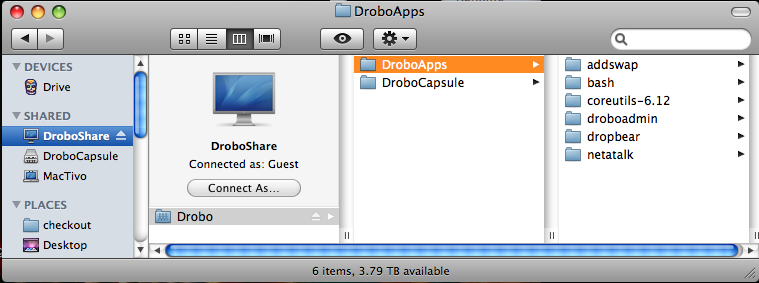 DroboApps
DEVICES
Drive
SHARED
DroboShare
DroboCapsule
MacTivo
PLACES
checkout
Desktop
DroboShare
Connected as: Guest
Connect As...
Drobo
DroboApps
DroboCapsule
addswap
bash
coreutils-6.12
droboadmin
dropbear
netatalk
6 items, 3.79 TB available